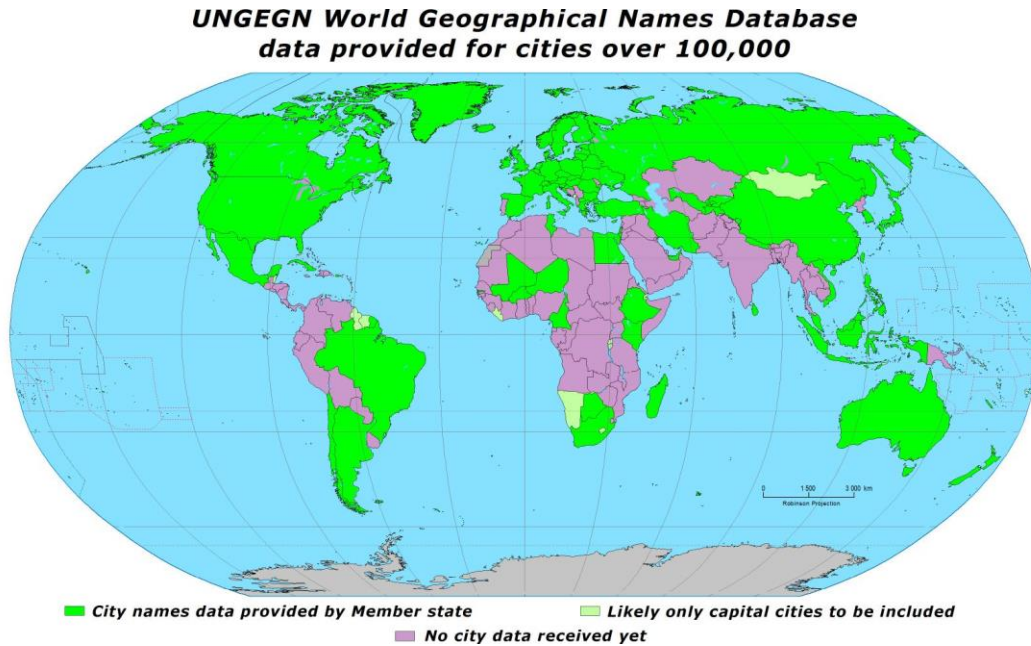 UNGEGN World Geographical Names Database
data provided for cities over 100,000
0 1 500 3 000 km
Robinson Projection
City names data provided by Member state
Likely only capital cities to be included
No city data received yet